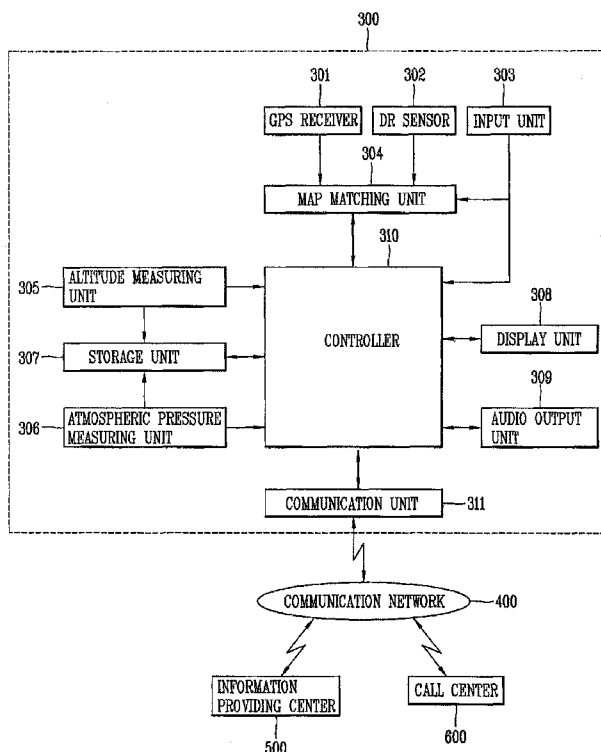 300
301
302
303
GPS RECEIVER
DR SENSOR
INPUT UNIT
304
MAP MATCHING UNIT
310
305
ALTITUDE MEASURING
UNIT
CONTROLLER
308
DISPLAY UNIT
307
STORAGE UNIT
309
306
ATMOSPHERIC PRESSURE
MEASURING UNIT
AUDIO OUTPUT
UNIT
COMMUNICATION UNIT
311
COMMUNICATION NETWORK
400
INFORMATION
PROVIDING CENTER
CALL CENTER
500
600